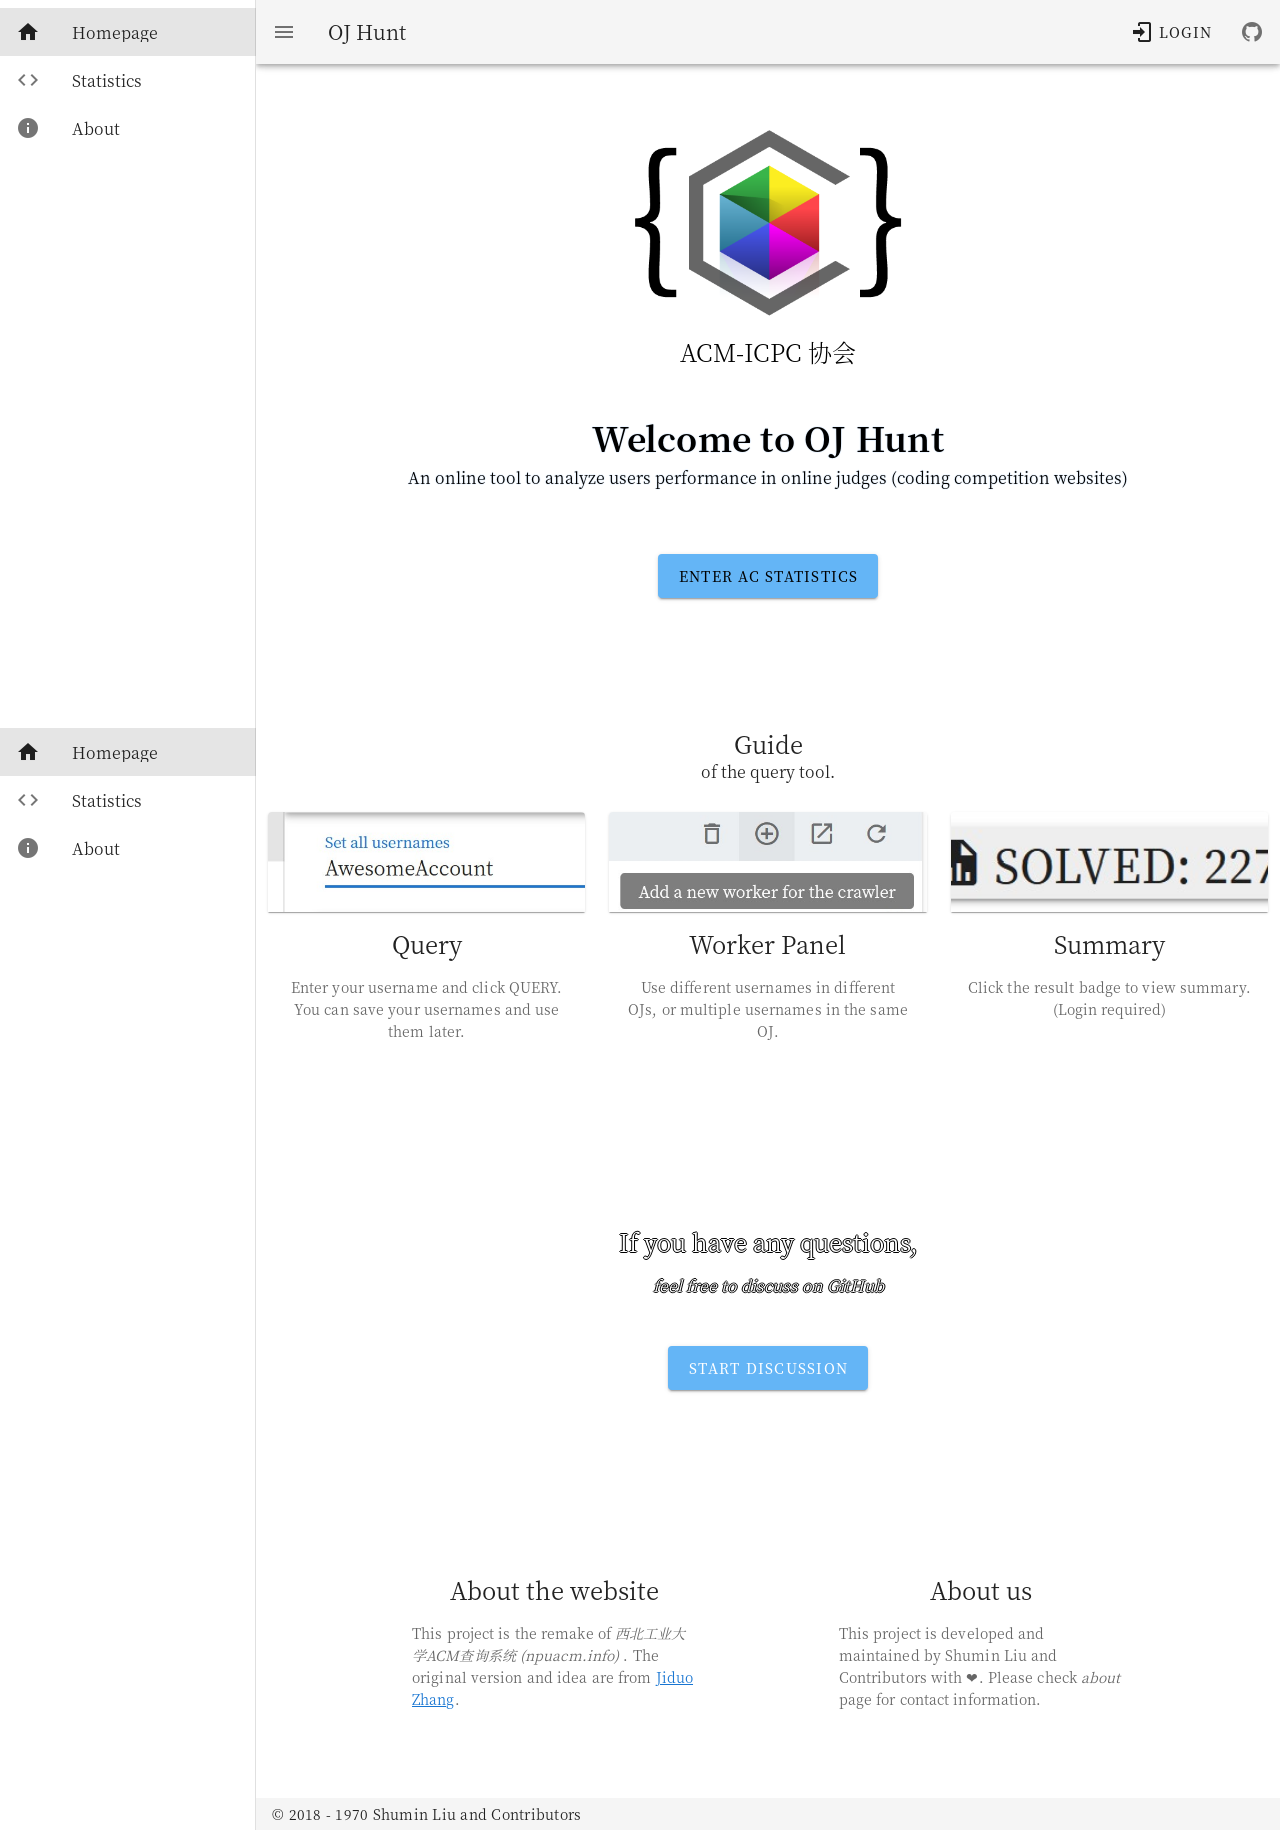 Homepage
Statistics
About
OJ Hunt
LOGIN
ACM-ICPC 协会
Welcome to OJ Hunt
An online tool to analyze users performance in online judges (coding competition websites)
ENTER AC STATISTICS
Homepage
Statistics
About
Guide
of the query tool.
Set all usernames
AwesomeAccount
Query
Enter your username and click QUERY.
You can save your usernames and use
them later.
Add a new worker for the crawler
Worker Panel
Use different usernames in different
OJs, or multiple usernames in the same
OJ.
SOLVED: 227
Summary
Click the result badge to view summary.
(Login required)
If you have any questions,
feel free to discuss on GitHub
START DISCUSSION
About the website
This project is the remake of 西北工业大
学ACM查询系统 (npuacm.info) . The
original version and idea are from Jiduo
Zhang.
About us
This project is developed and
maintained by Shumin Liu and
Contributors with ❤. Please check about
page for contact information.
© 2018 - 1970 Shumin Liu and Contributors